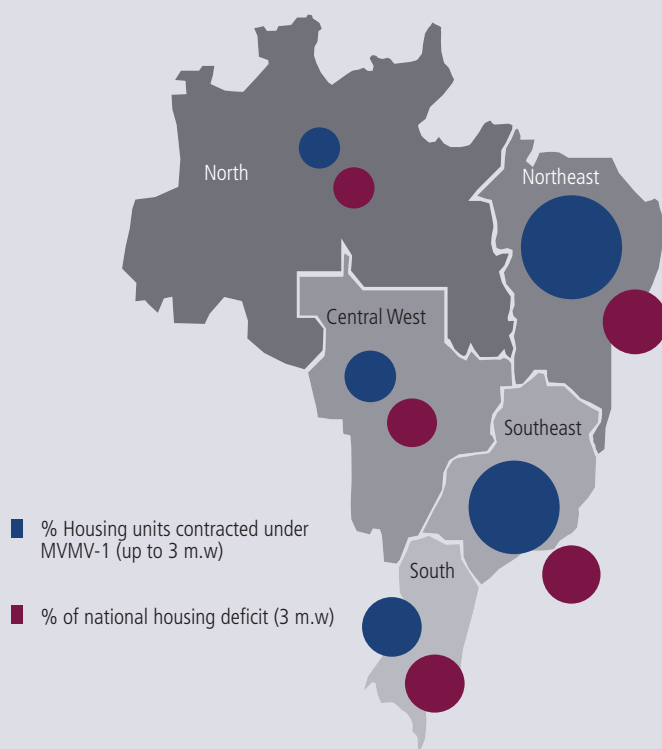 North
Northeast
Central West
Southeast
South
% Housing units contracted under
MVMV-1 (up to 3 m.w)
% of national housing deficit (3 m.w)